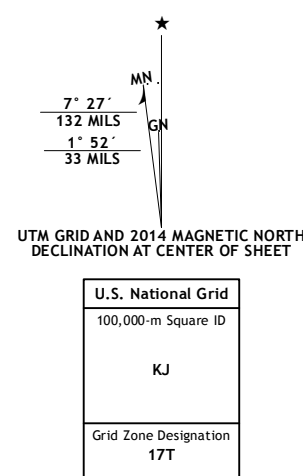 ★
MN
7° 27´
132 MILS
GN
1° 52´
33 MILS
UTM GRID AND 2014 MAGNETIC NORTH
DECLINATION AT CENTER OF SHEET
U.S. National Grid
100,000-m Square ID
KJ
Grid Zone Designation
17T